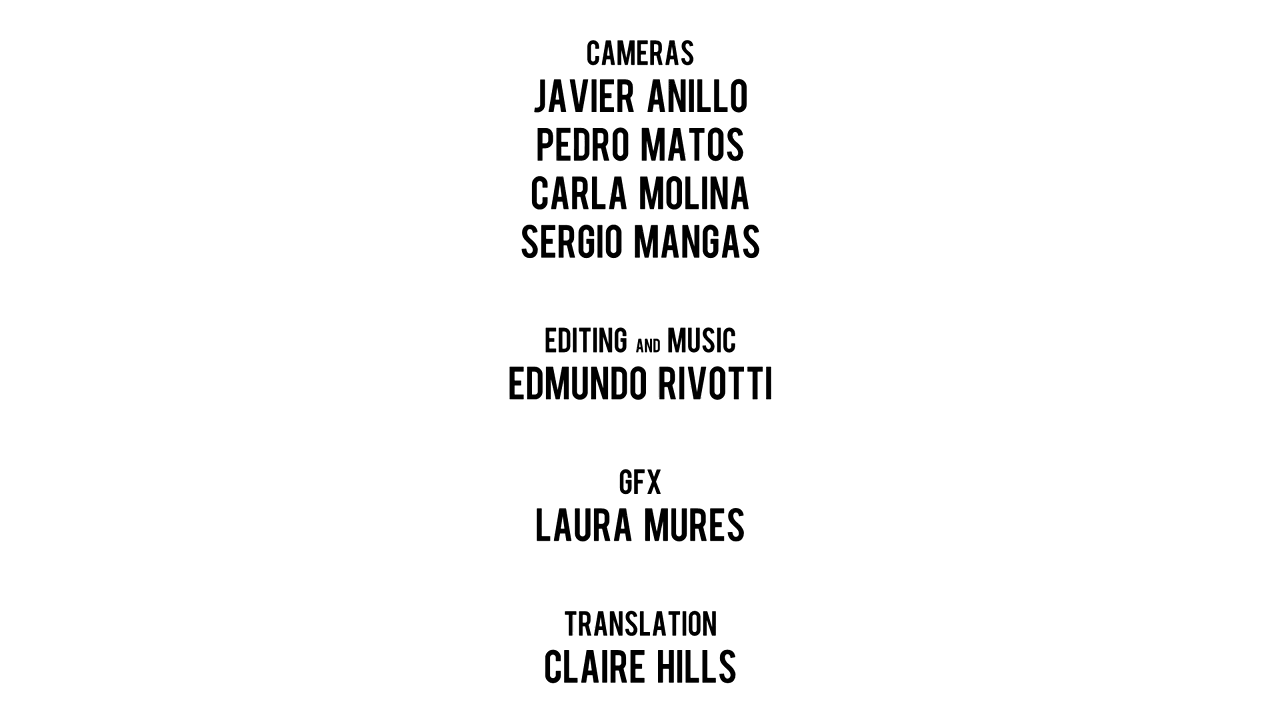 CAMERAS
JAVIER ANILLO
PEDRO MATOS
CARLA MOLINA
SERGIO MANGAS
EDITING AND MUSIC
EDMUNDO RIVOTTI
GFX
LAURA MURES
TRANSLATION
CLAIRE HILLS